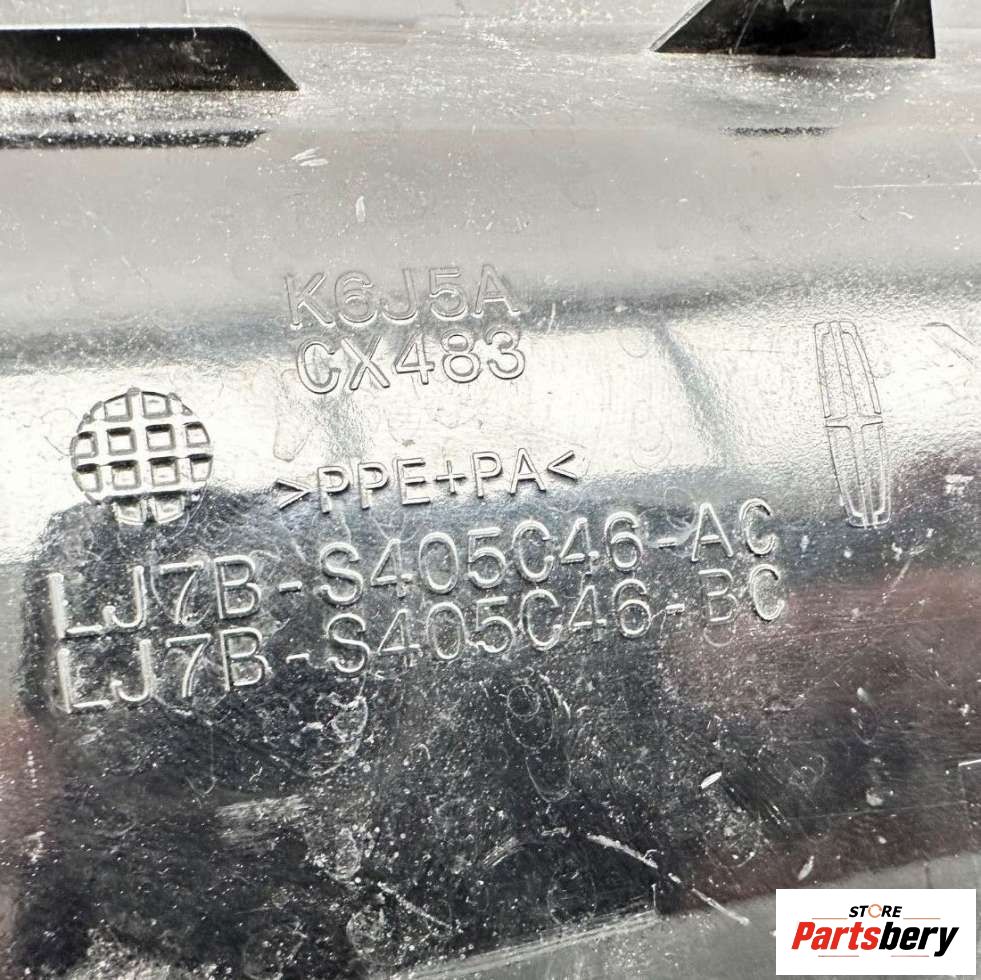 K6J5A
CX483
>PPE+PA<
LJ7B-S405C46-AC
LJ7B-S405C46-BC
STORE
Partsbery